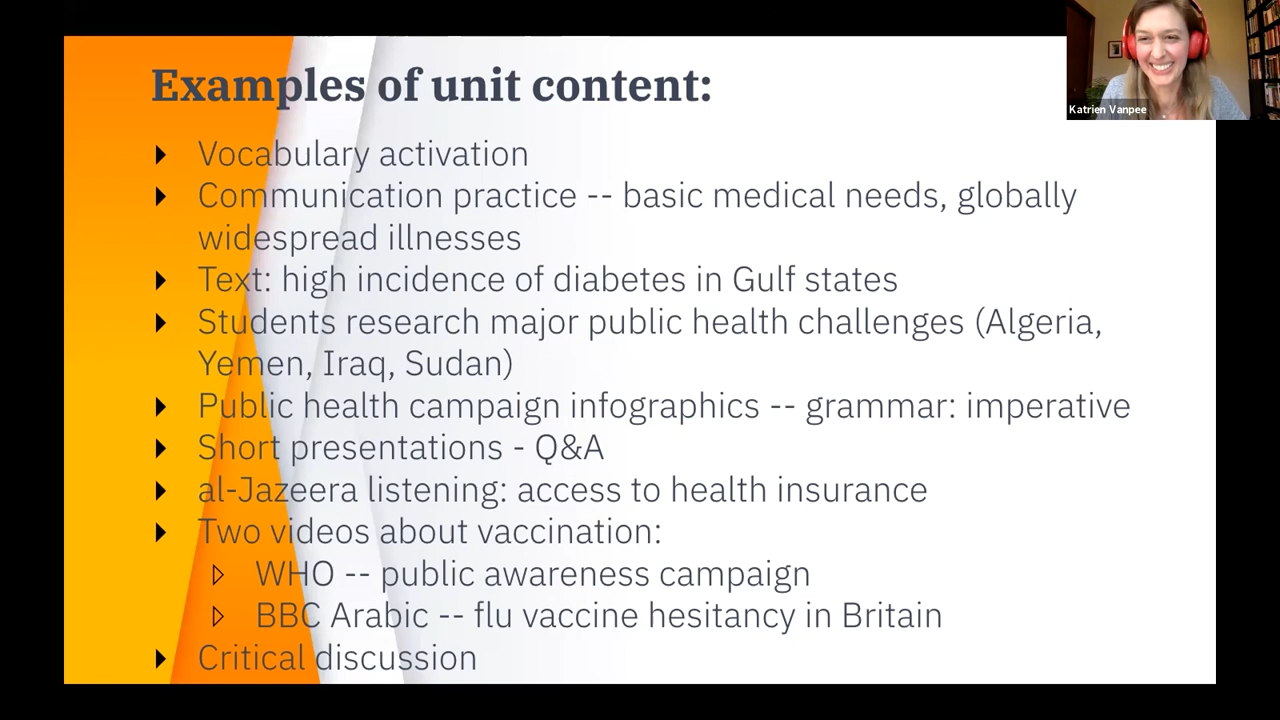 Examples of unit content:
Katrien Vanpee
Vocabulary activation
Communication practice -- basic medical needs, globally
widespread illnesses
Text: high incidence of diabetes in Gulf states
Students research major public health challenges (Algeria,
Yemen, Iraq, Sudan)
Public health campaign infographics -- grammar: imperative
Short presentations - Q&A
al-Jazeera listening: access to health insurance
Two videos about vaccination:
WHO -- public awareness campaign
BBC Arabic -- flu vaccine hesitancy in Britain
Critical discussion